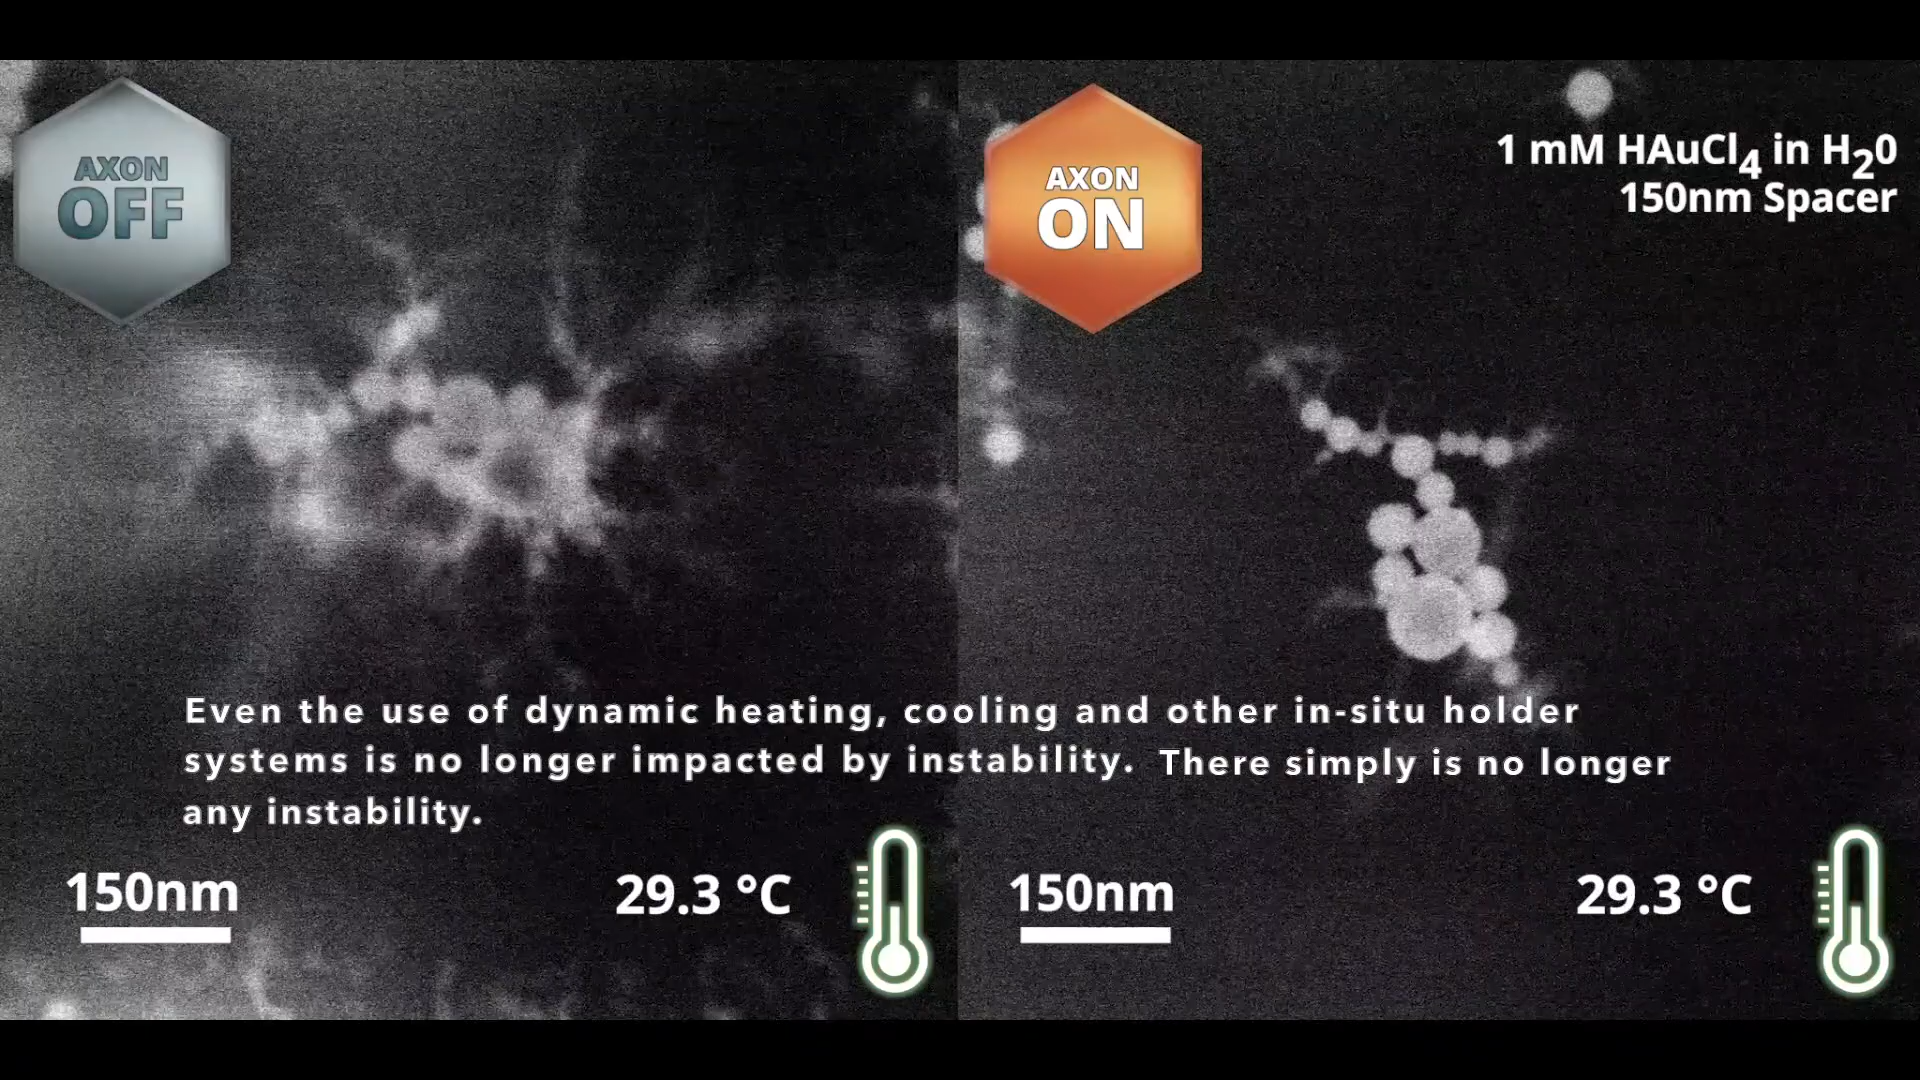 AXON
OFF
AXON
ON
1 mM HAuCl4 in H20
150nm Spacer
Even the use of dynamic heating, cooling and other in-situ holder
systems is no longer impacted by instability. There simply is no longer
any instability.
150nm
29.3 °C
150nm
29.3 °C